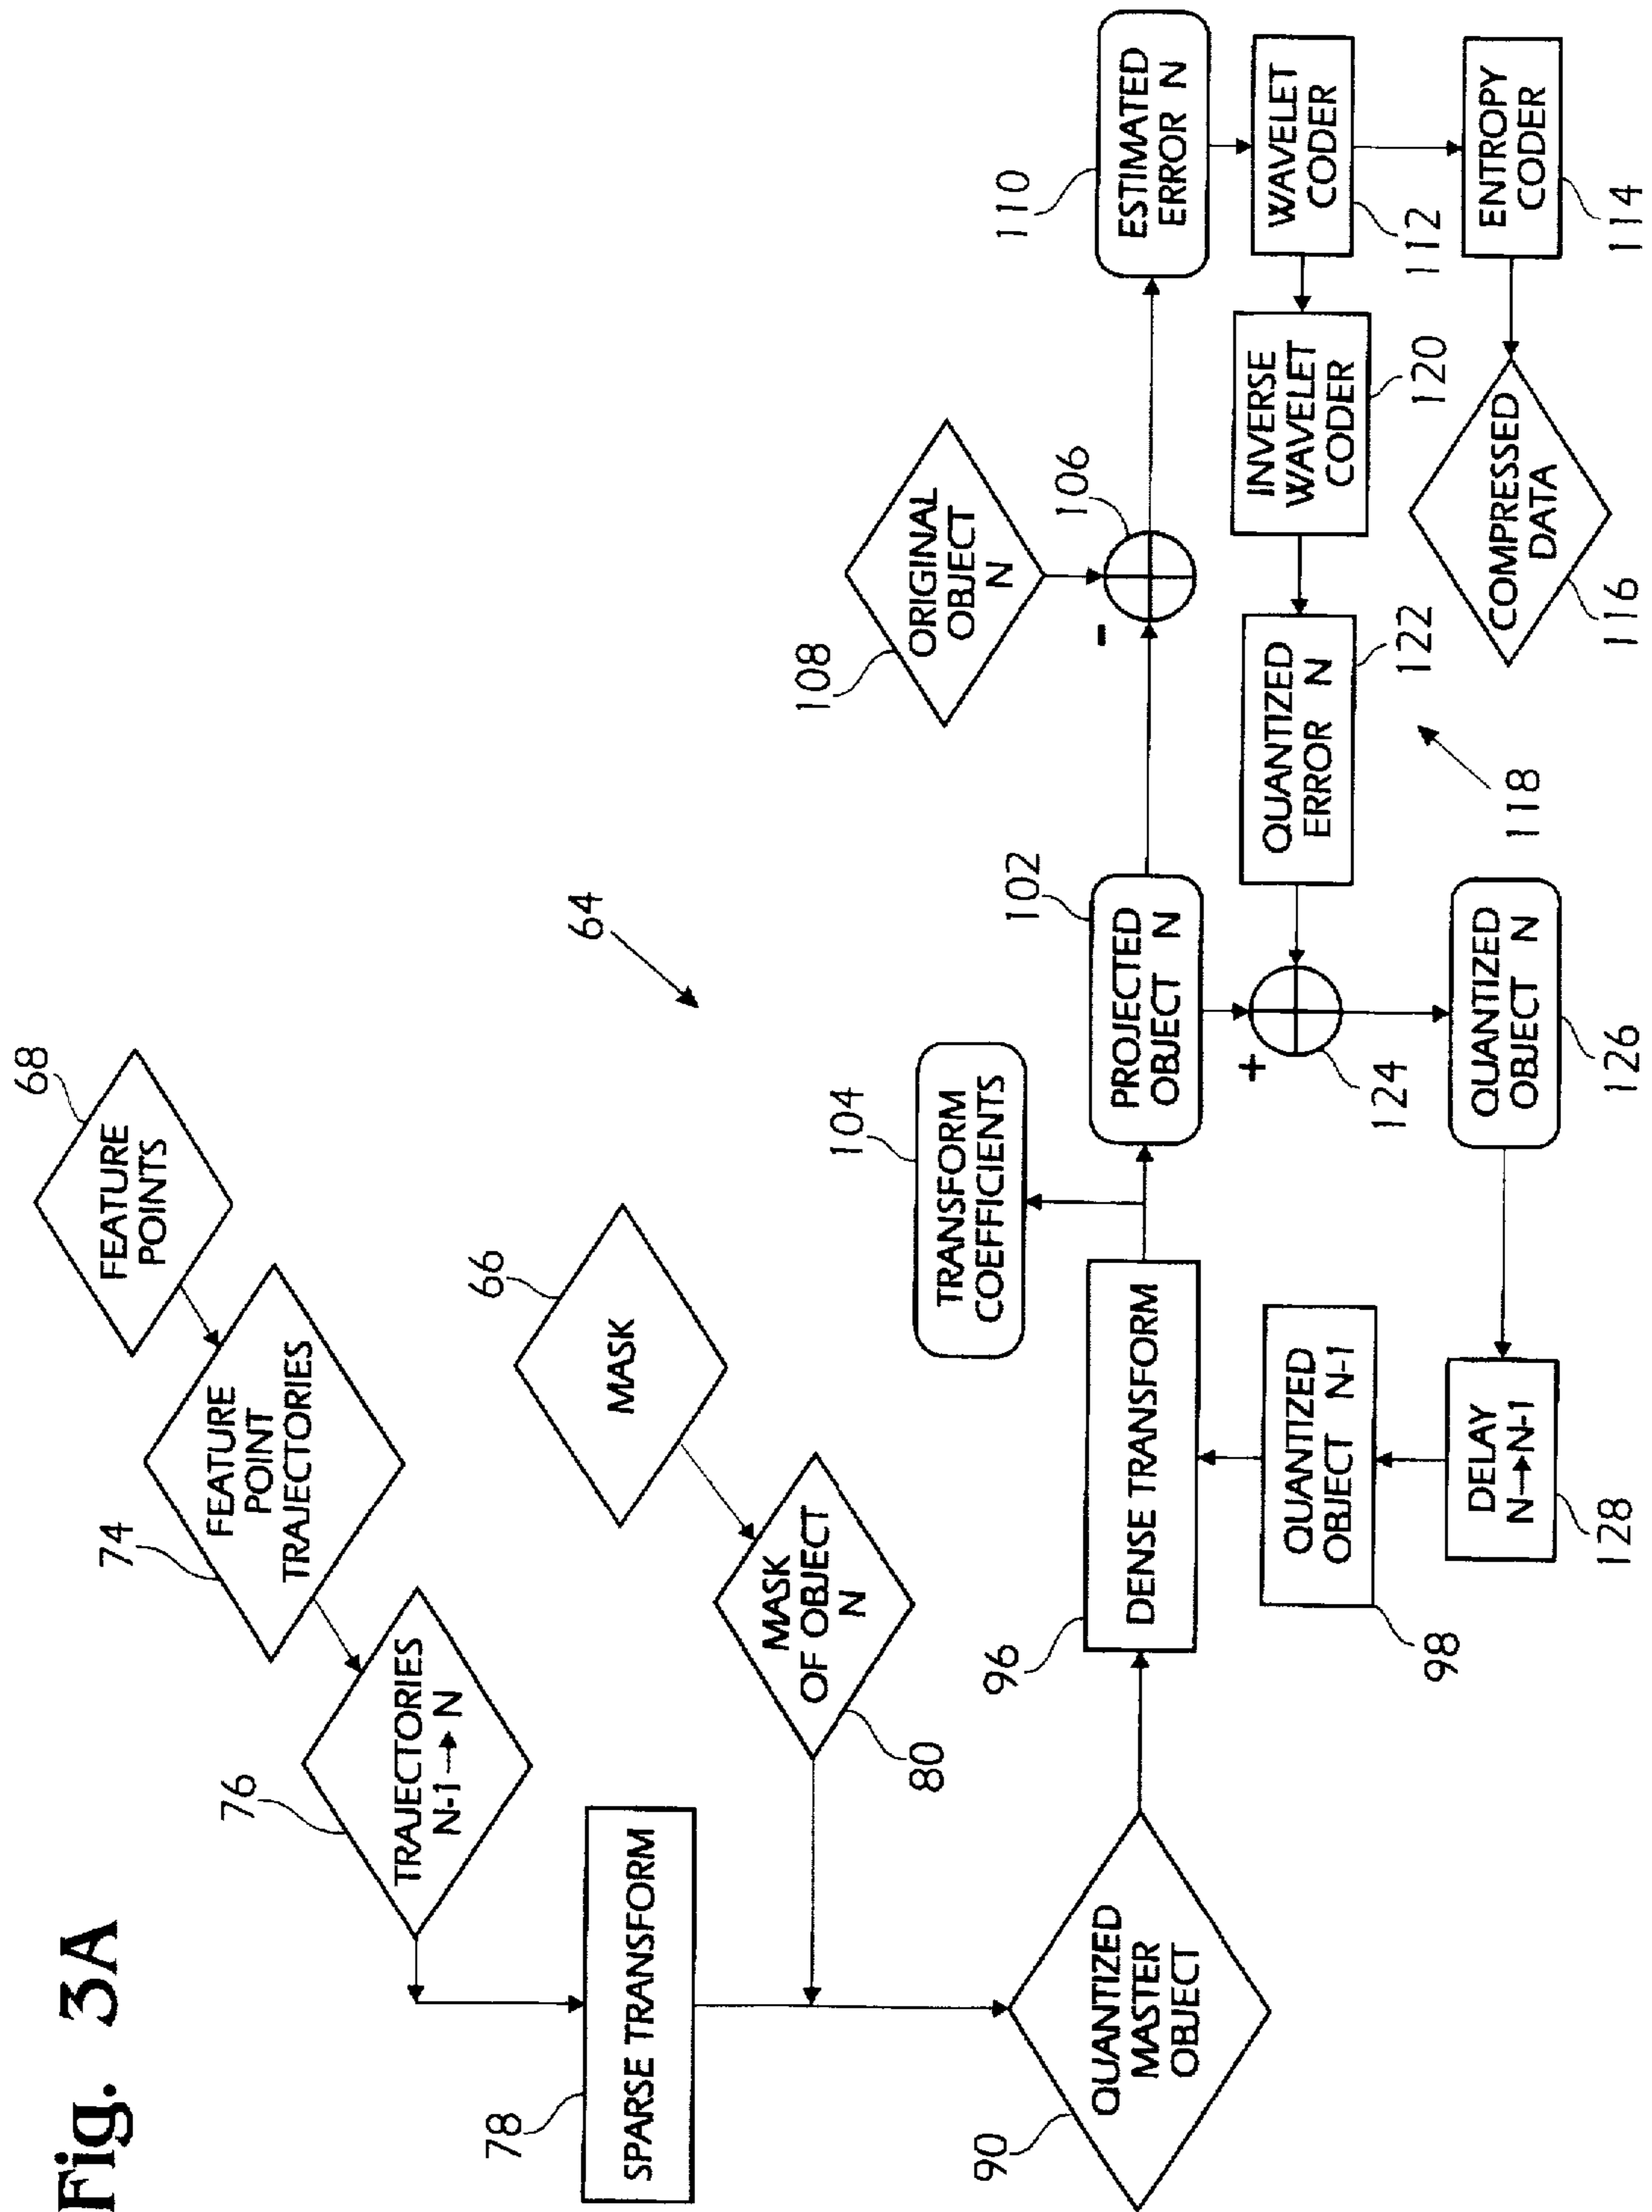 Fig. 3A
68
FEATURE
POINTS
74
FEATURE
POINT
TRAJECTORIES
76
TRAJECTORIES
N-1→N
66
MASK
78
SPARSE TRANSFORM
MASK
OF OBJECT
N
80
64
90
QUANTIZED
MASTER
OBJECT
96
DENSE TRANSFORM
104
TRANSFORM
COEFFICIENTS
102
PROJECTED
OBJECT N
108
ORIGINAL
OBJECT
N
106
-
110
ESTIMATED
ERROR N
WAVELET
CODER
112
INVERSE
WAVELET
CODER
120
QUANTIZED
ERROR N
122
+
124
QUANTIZED
OBJECT N-1
98
DELAY
N→N-1
128
QUANTIZED
OBJECT N
126
118
COMPRESSED
DATA
116
ENTROPY
CODER
114